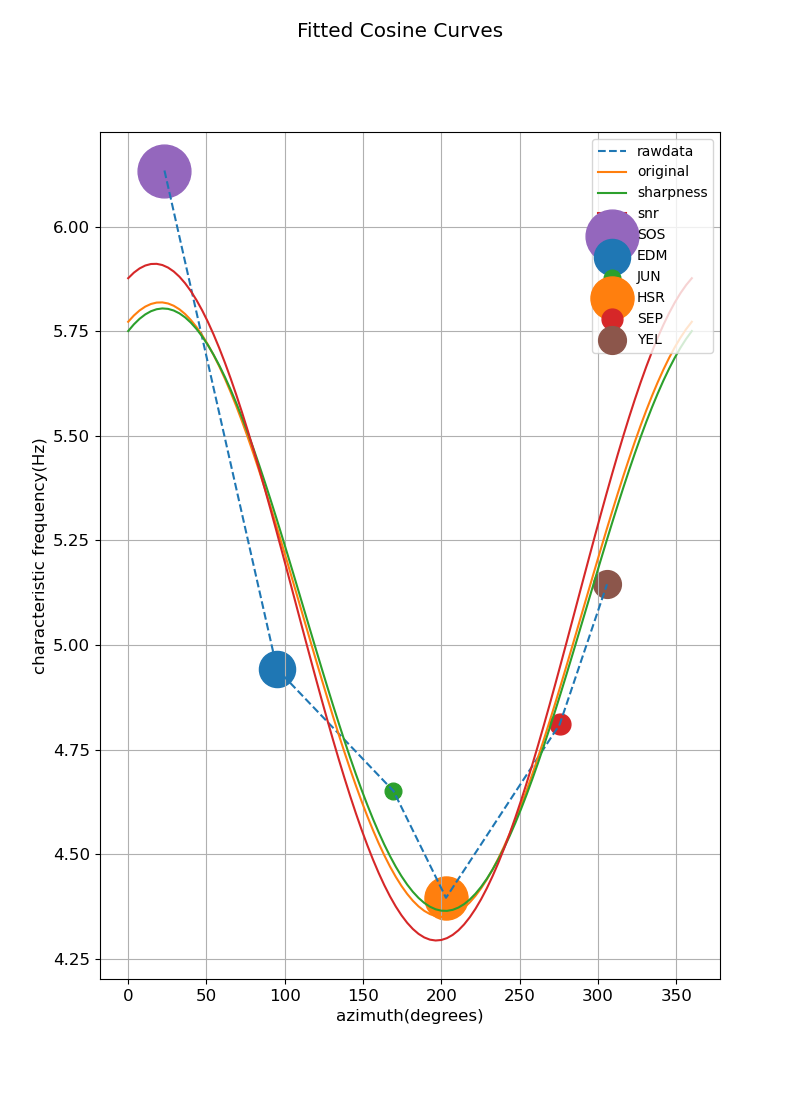 Fitted Cosine Curves
rawdata
original
sharpness
snr
SOS
EDM
JUN
HSR
SEP
YEL
characteristic frequency(Hz)
6.00
5.75
5.50
5.25
5.00
4.75
4.50
4.25
0 50 100 150 200 250 300 350
azimuth(degrees)